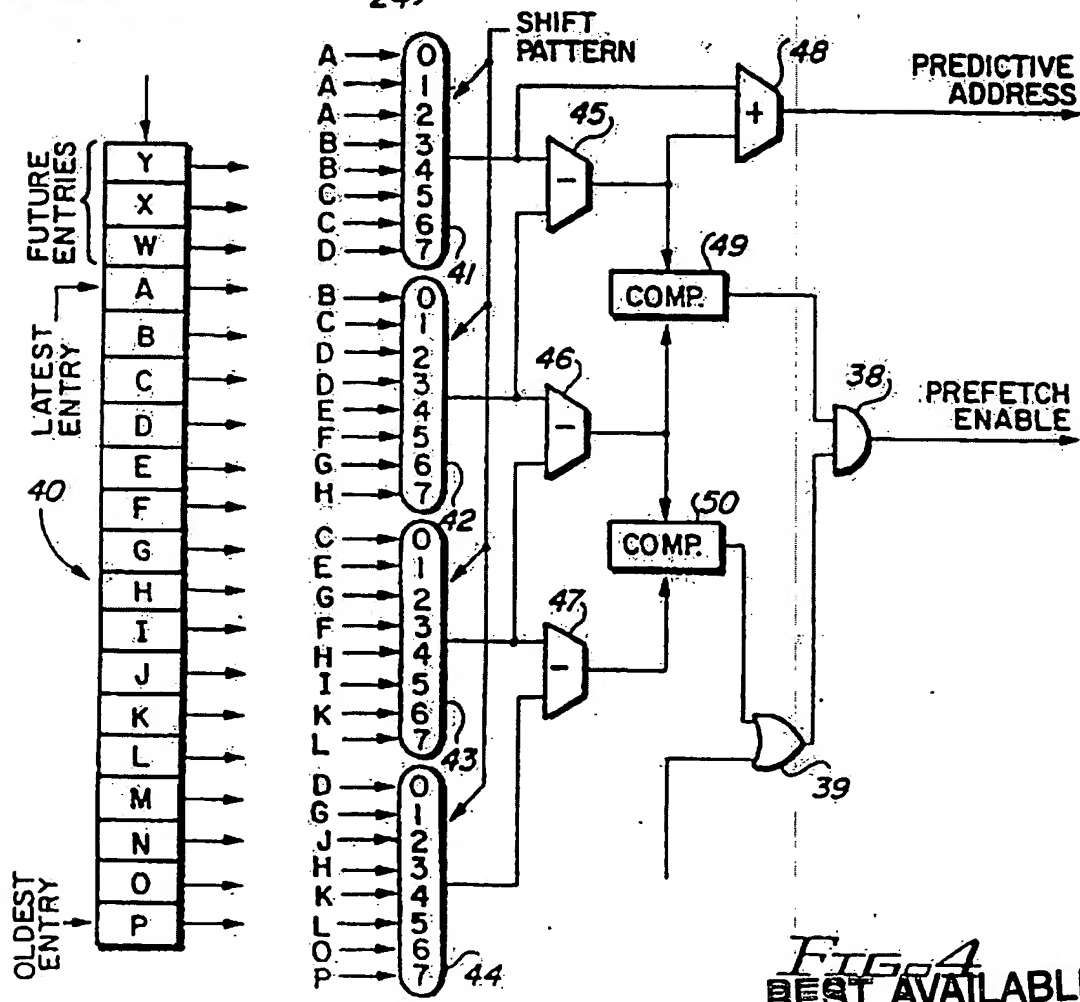 24
SHIFT
PATTERN
48
PREDICTIVE
ADDRESS
FUTURE
ENTRIES
Y
X
W
LATEST
ENTRY
A
B
C
D
E
F
G
H
I
J
K
L
M
N
O
P
OLDEST
ENTRY
40
A 0
A 1
A 2
B 3
B 4
C 5
C 6
D 7
41
B 0
C 1
D 2
D 3
E 4
F 5
G 6
H 7
42
C 0
E 1
G 2
F 3
H 4
I 5
K 6
L 7
43
D 0
G 1
J 2
H 3
K 4
L 5
O 6
P 7
44
45
−
+
49
COMP.
46
−
38
PREFETCH
ENABLE
50
COMP.
47
−
39
FIG. 4
BEST AVAILABLE